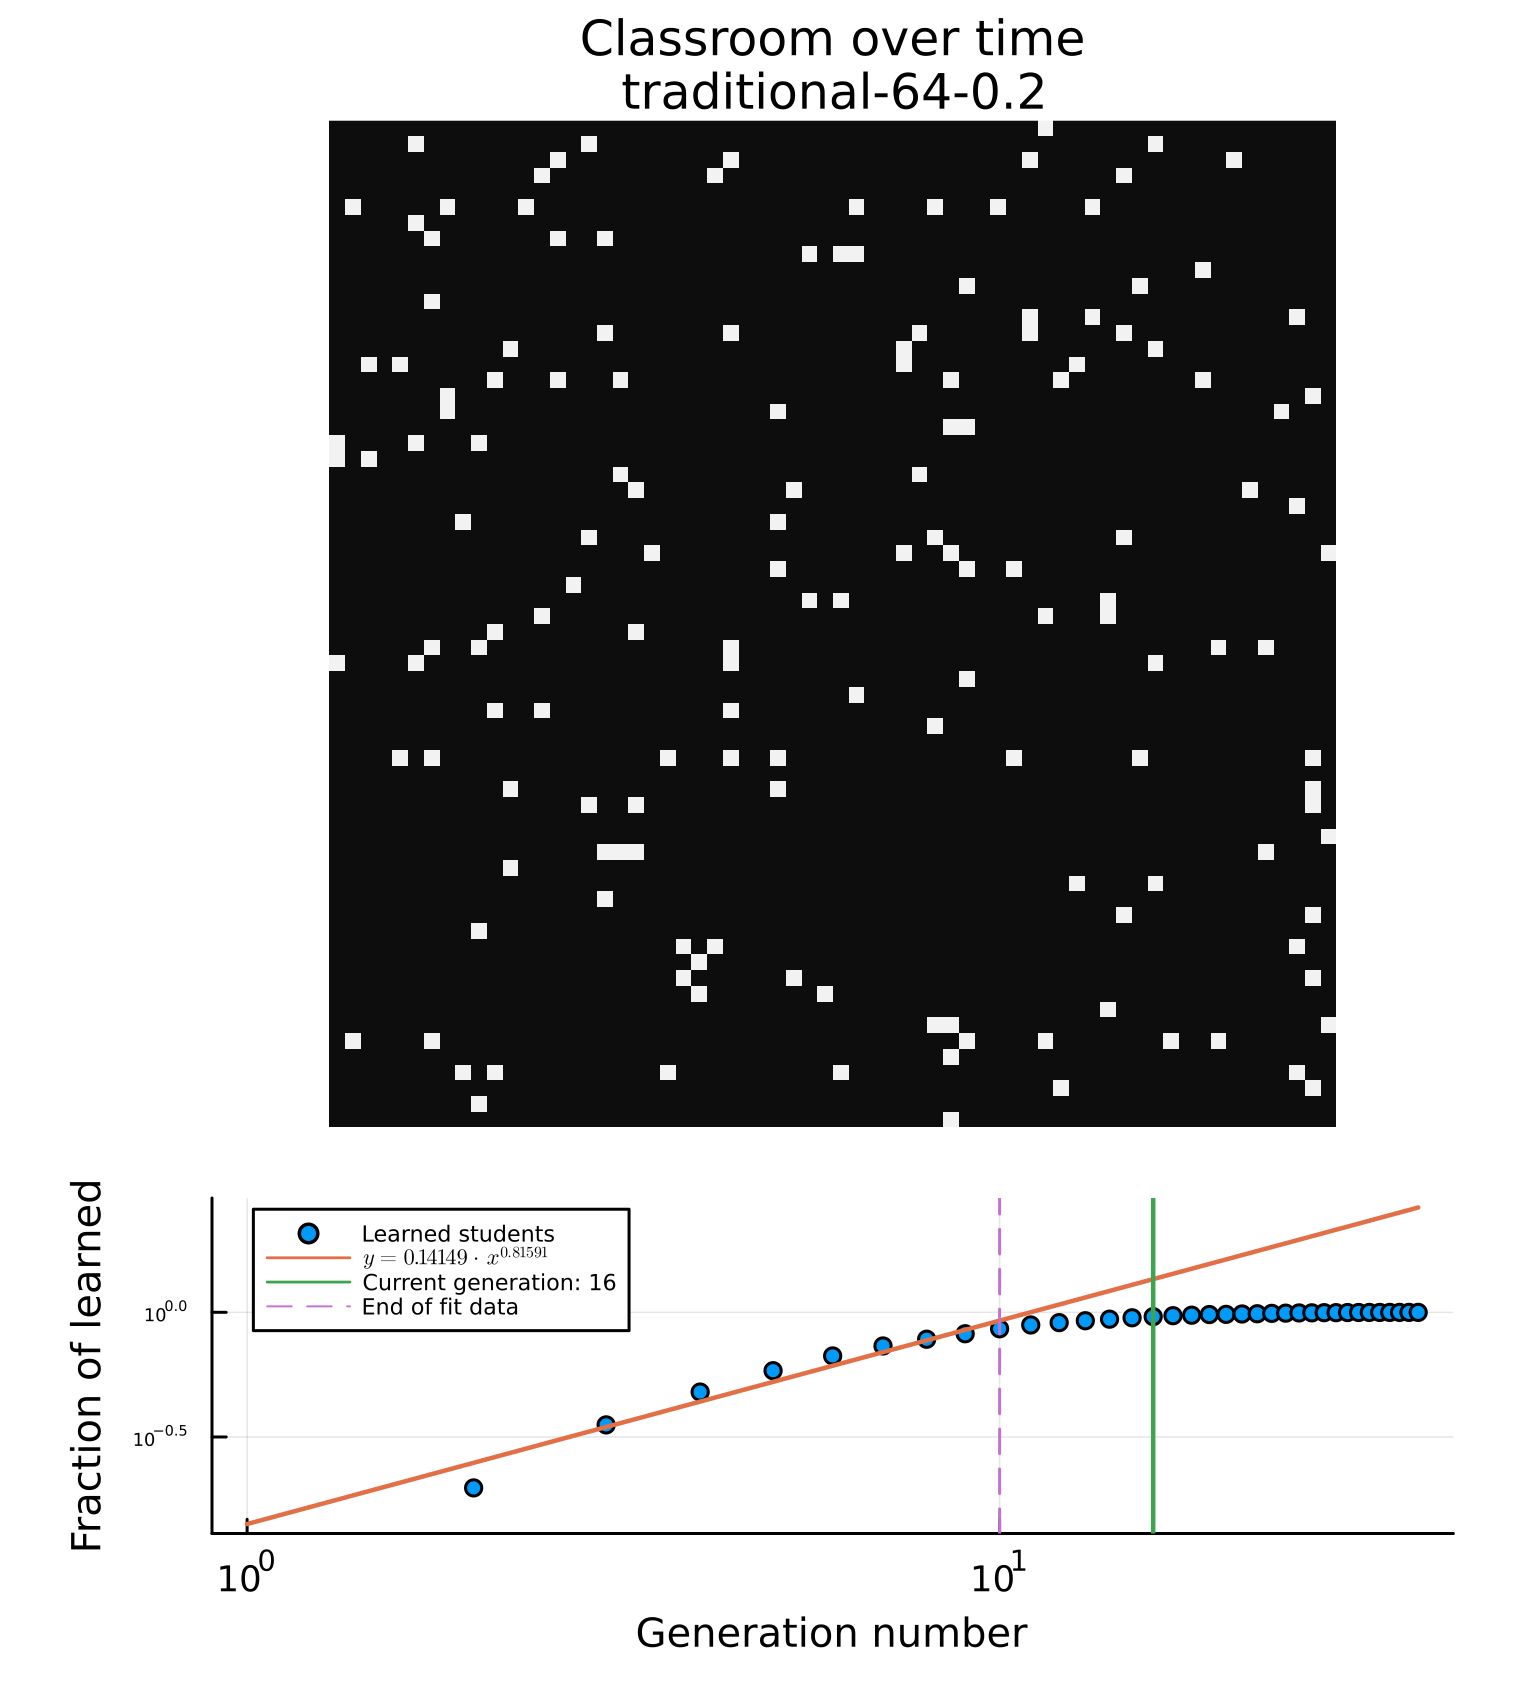 Classroom over time
traditional-64-0.2
Fraction of learned
Learned students
y = 0.14149 · x^0.81591
Current generation: 16
End of fit data
10^0.0
10^−0.5
10^0
10^1
Generation number